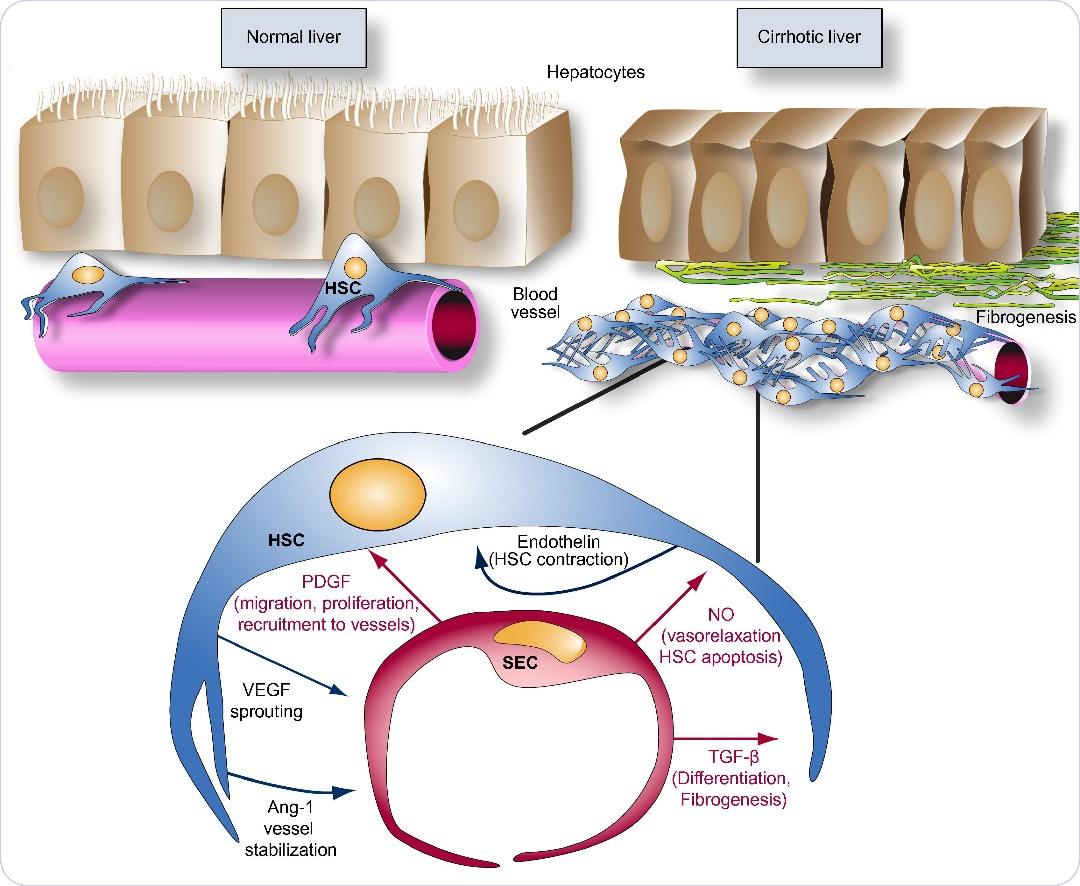 Normal liver
Cirrhotic liver
Hepatocytes
HSC
Blood
vessel
Fibrogenesis
HSC
Endothelin
(HSC contraction)
PDGF
(migration, proliferation,
recruitment to vessels)
NO
(vasorelaxation
HSC apoptosis)
SEC
VEGF
sprouting
TGF-β
(Differentiation,
Fibrogenesis)
Ang-1
vessel
stabilization